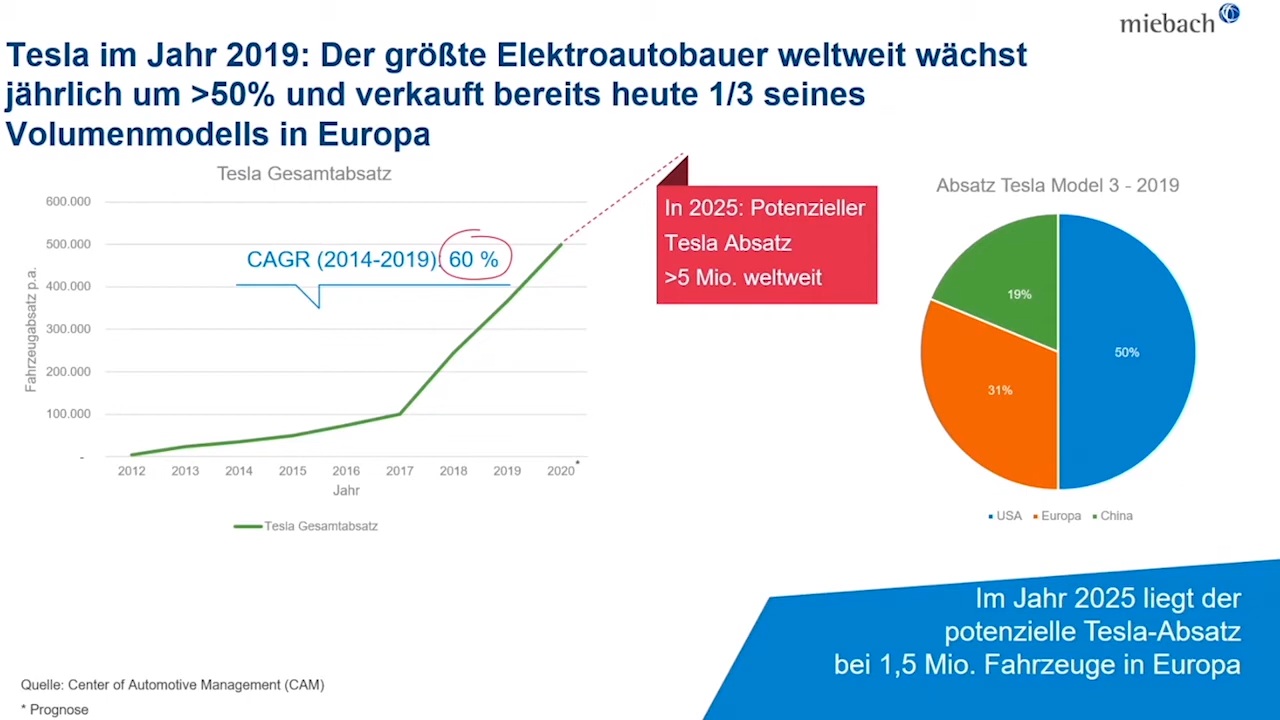 miebach
Tesla im Jahr 2019: Der größte Elektroautobauer weltweit wächst
jährlich um >50% und verkauft bereits heute 1/3 seines
Volumenmodells in Europa
Tesla Gesamtabsatz
600.000
500.000
400.000
300.000
200.000
100.000
-
Fahrzeugabsatz p.a.
CAGR (2014-2019): 60 %
2012 2013 2014 2015 2016 2017 2018 2019 2020*
Jahr
Tesla Gesamtabsatz
In 2025: Potenzieller
Tesla Absatz
>5 Mio. weltweit
Absatz Tesla Model 3 - 2019
19%
50%
31%
USA Europa China
Im Jahr 2025 liegt der
potenzielle Tesla-Absatz
bei 1,5 Mio. Fahrzeuge in Europa
Quelle: Center of Automotive Management (CAM)
* Prognose